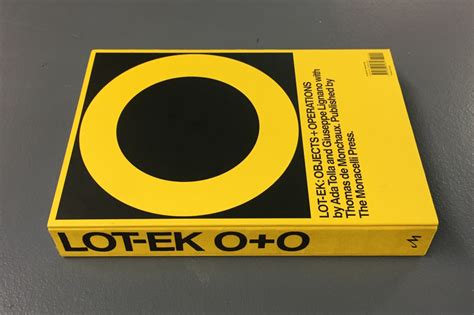 LOT-EK: OBJECTS + OPERATIONS
by Ada Tolla and Giuseppe Lignano with
Thomas de Monchaux. Published by
The Monacelli Press.
LOT-EK O+O